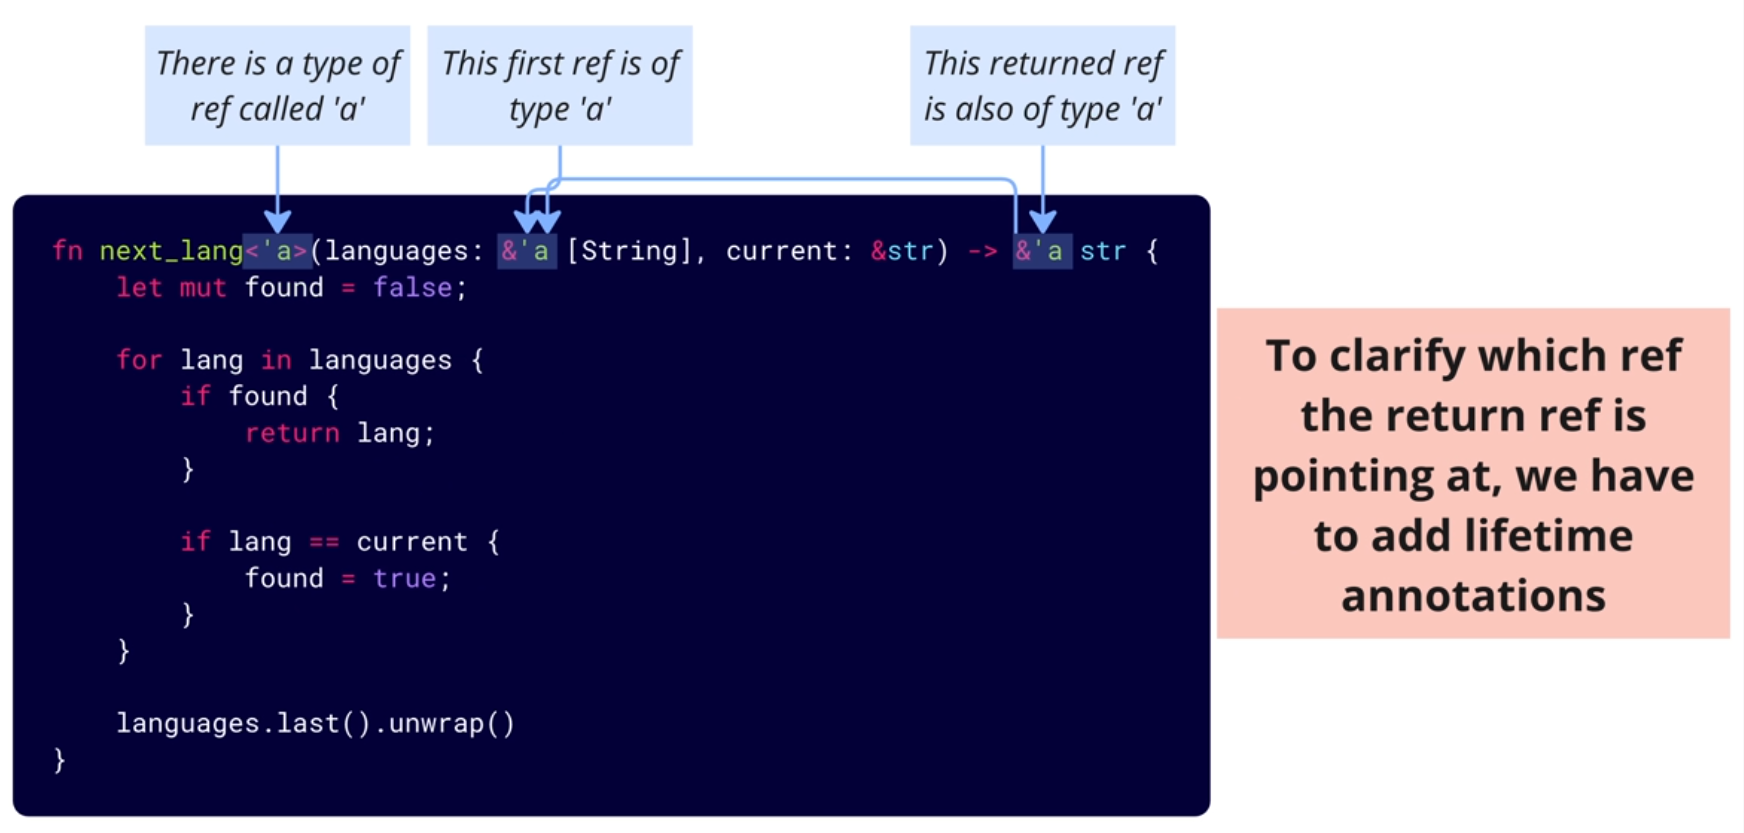 There is a type of
ref called 'a'
This first ref is of
type 'a'
This returned ref
is also of type 'a'
fn next_lang<'a>(languages: &'a [String], current: &str) -> &'a str {
    let mut found = false;

    for lang in languages {
        if found {
            return lang;
        }

        if lang == current {
            found = true;
        }
    }

    languages.last().unwrap()
}
To clarify which ref
the return ref is
pointing at, we have
to add lifetime
annotations